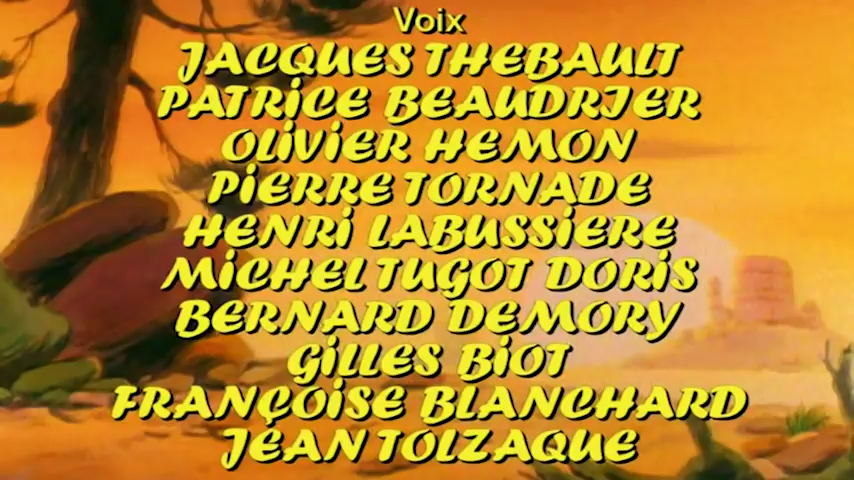 Voix
JACQUES THEBAULT
PATRiCE BEAUDRIER
OLiViER HEMON
PiERRE TORNADE
HENRi LABUSSiERE
MiCHEL TUGOT DORiS
BERNARD DEMORY
GiLLES BiOT
FRANÇOiSE BLANCHARD
JEAN TOLZAQUE